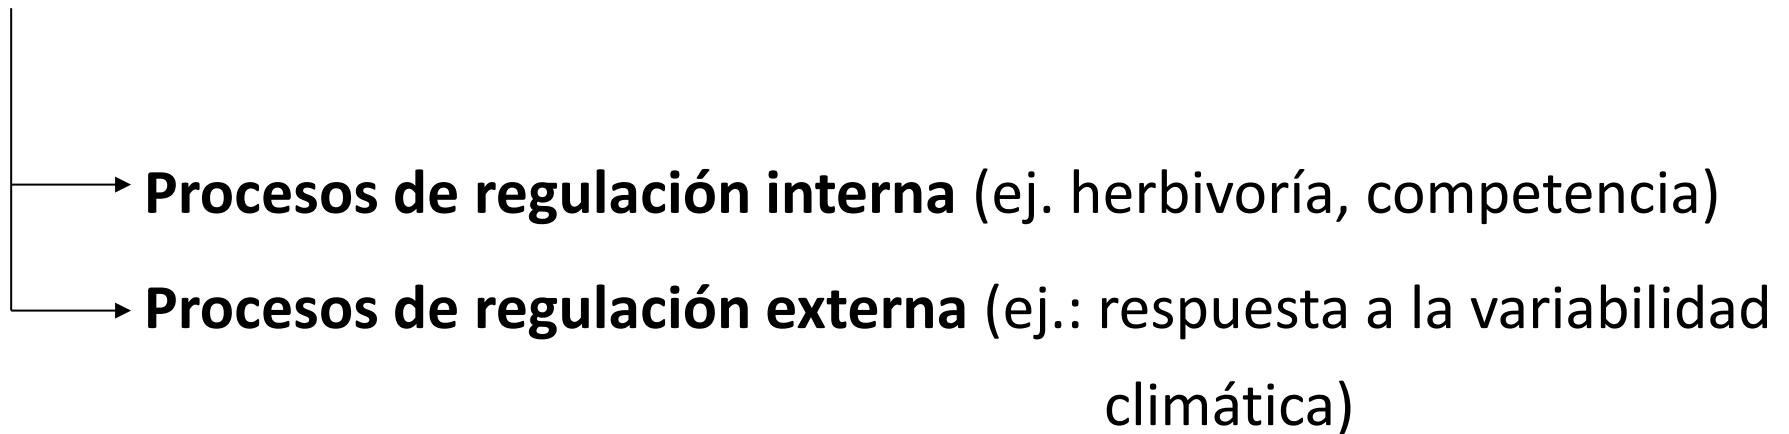 Procesos de regulación interna (ej. herbivoría, competencia)
Procesos de regulación externa (ej.: respuesta a la variabilidad
climática)